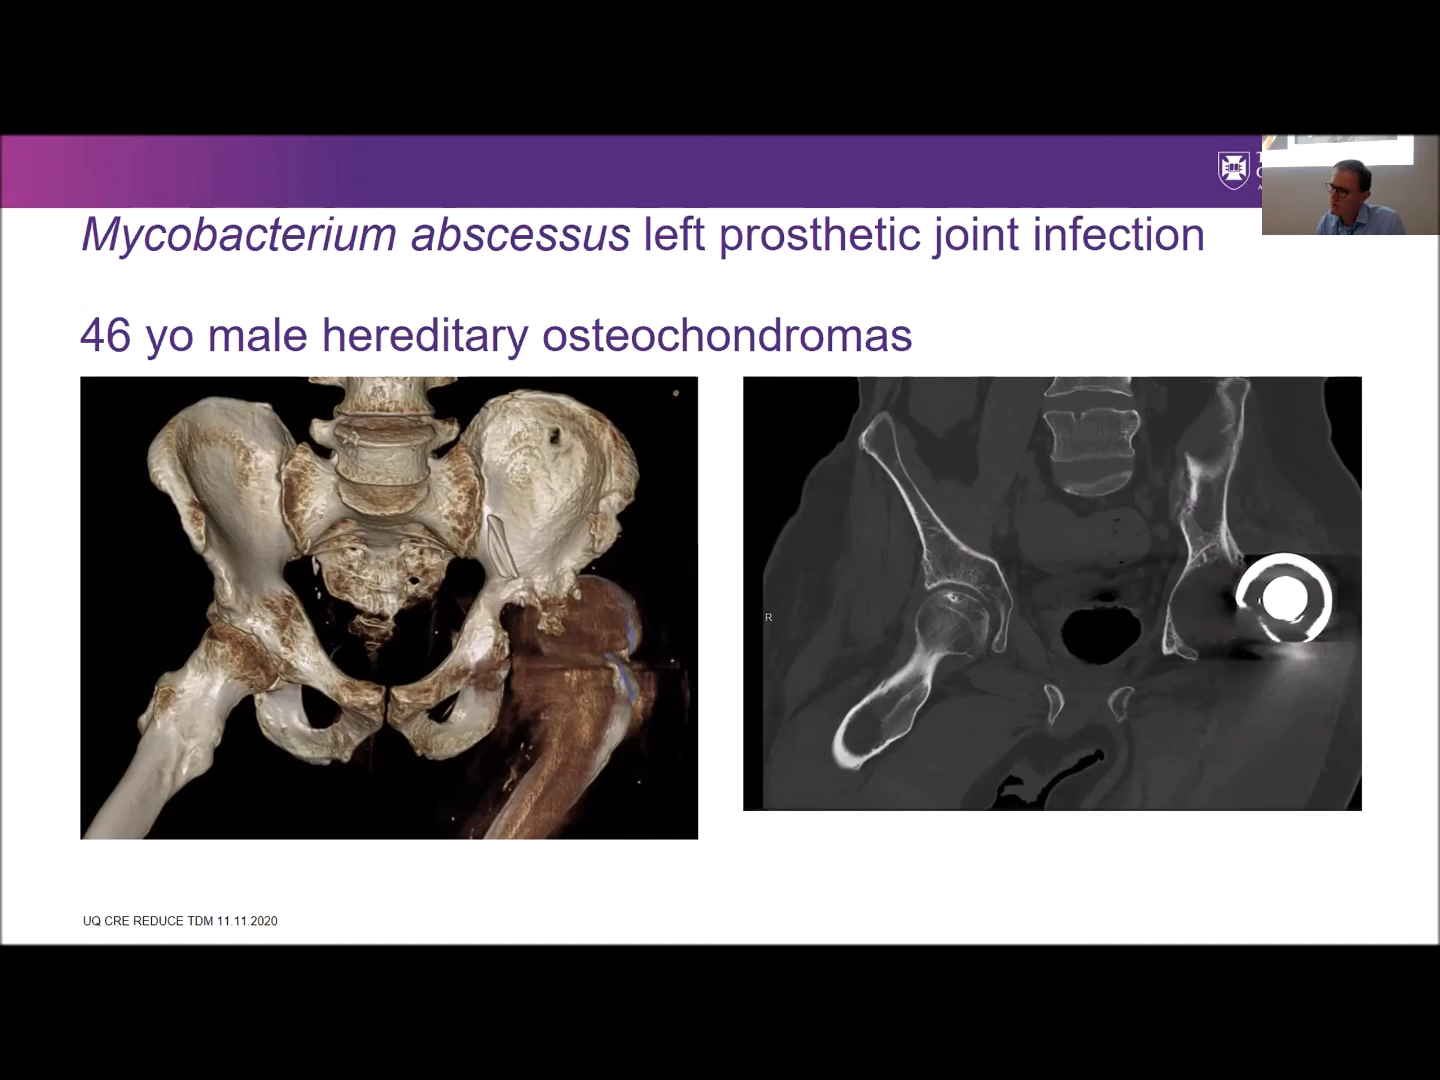 Mycobacterium abscessus left prosthetic joint infection
46 yo male hereditary osteochondromas
R
UQ CRE REDUCE TDM 11.11.2020